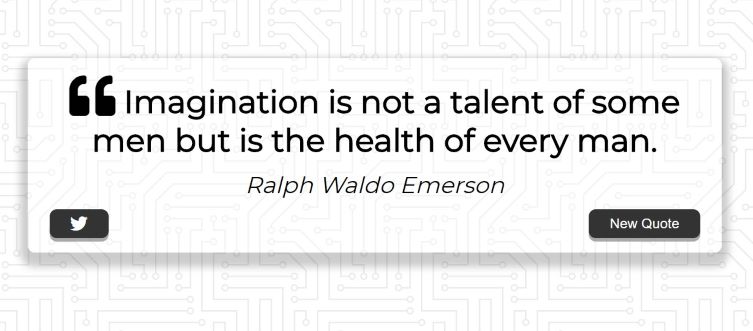 ❝ Imagination is not a talent of some
men but is the health of every man.
Ralph Waldo Emerson
New Quote